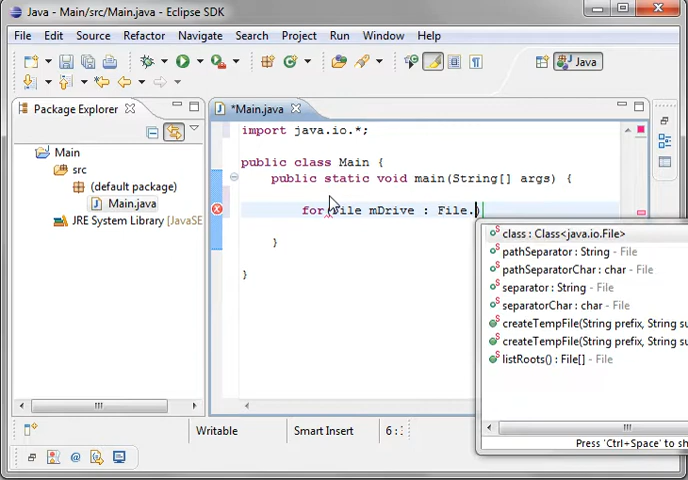 Java - Main/src/Main.java - Eclipse SDK
File Edit Source Refactor Navigate Search Project Run Window Help
Java
Package Explorer
*Main.java
Main
src
(default package)
Main.java
JRE System Library [JavaSE
import java.io.*;
public class Main {
public static void main(String[] args) {
for(File mDrive : File.)
}
}
class : Class<java.io.File>
pathSeparator : String - File
pathSeparatorChar : char - File
separator : String - File
separatorChar : char - File
createTempFile(String prefix, String su
createTempFile(String prefix, String su
listRoots() : File[] - File
Press 'Ctrl+Space' to sh
Writable
Smart Insert
6 :